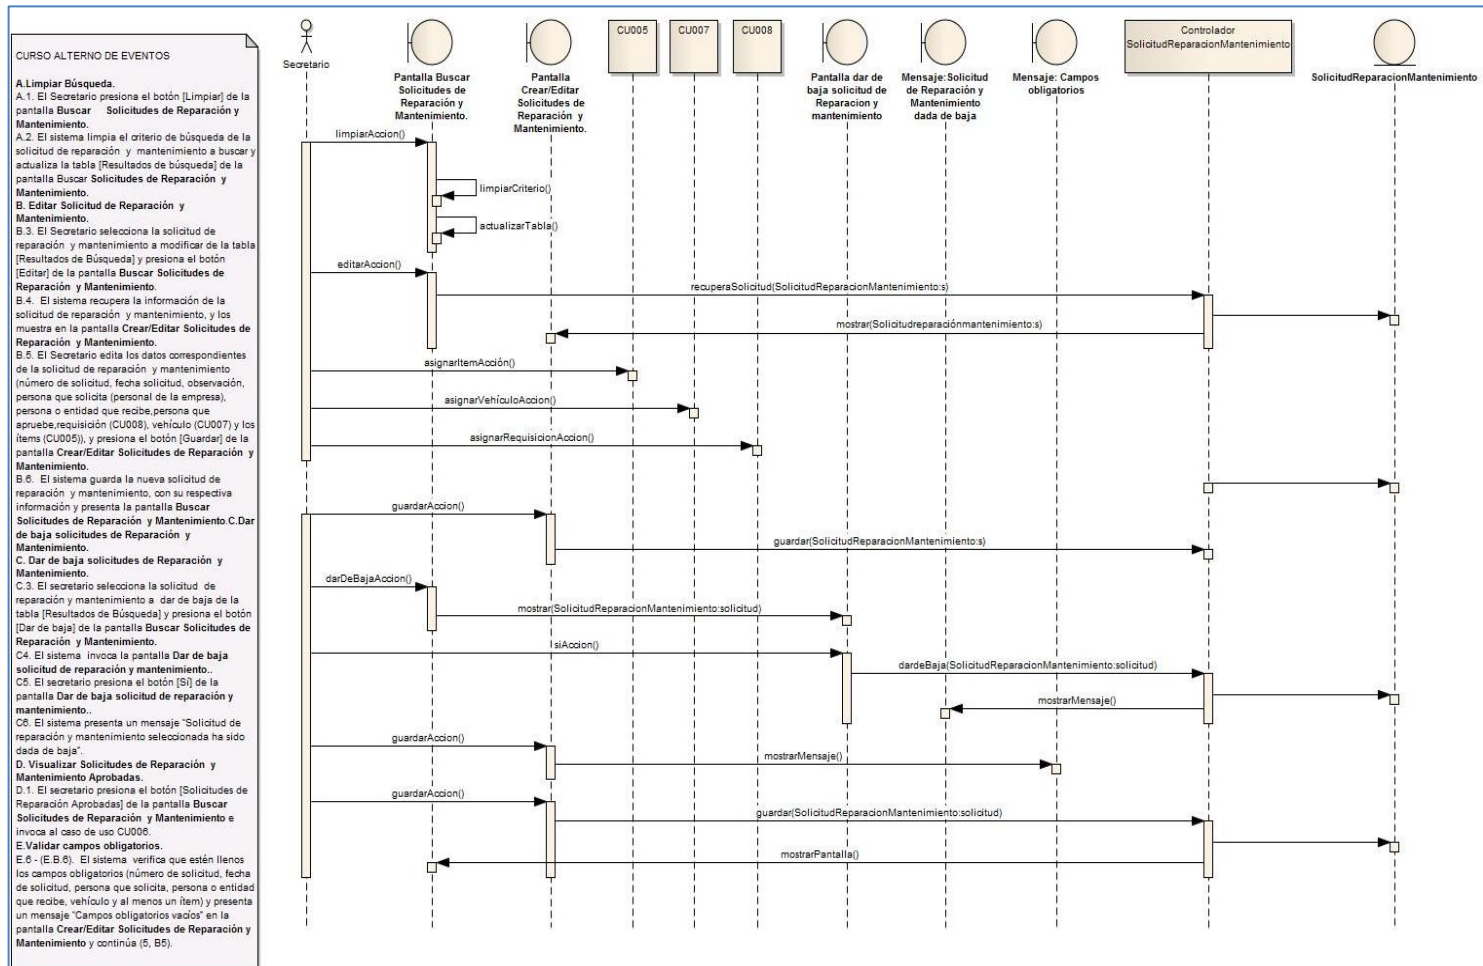 CURSO ALTERNO DE EVENTOS
A.Limpiar Búsqueda.
A.1. El Secretario presiona el botón [Limpiar] de la
pantalla Buscar Solicitudes de Reparación y
Mantenimiento.
A.2. El sistema limpia el criterio de búsqueda de la
solicitud de reparación y mantenimiento a buscar y
actualiza la tabla [Resultados de búsqueda] de la
pantalla Buscar Solicitudes de Reparación y
Mantenimiento.
B. Editar Solicitud de Reparación y
Mantenimiento.
B.3. El Secretario selecciona la solicitud de
reparación y mantenimiento a modificar de la tabla
[Resultados de Búsqueda] y presiona el botón
[Editar] de la pantalla Buscar Solicitudes de
Reparación y Mantenimiento.
B.4. El sistema recupera la información de la
solicitud de reparación y mantenimiento, y los
muestra en la pantalla Crear/Editar Solicitudes de
Reparación y Mantenimiento.
B.5. El Secretario edita los datos correspondientes
de la solicitud de reparación y mantenimiento
(número de solicitud, fecha solicitud, observación,
persona que solicita (personal de la empresa),
persona o entidad que recibe,persona que
apruebe,requisición (CU008), vehículo (CU007) y los
ítems (CU005)), y presiona el botón [Guardar] de la
pantalla Crear/Editar Solicitudes de Reparación y
Mantenimiento.
B.6. El sistema guarda la nueva solicitud de
reparación y mantenimiento, con su respectiva
información y presenta la pantalla Buscar
Solicitudes de Reparación y Mantenimiento.C.Dar
de baja solicitudes de Reparación y
Mantenimiento.
C. Dar de baja solicitudes de Reparación y
Mantenimiento.
C.3. El secretario selecciona la solicitud de
reparación y mantenimiento a dar de baja de la
tabla [Resultados de Búsqueda] y presiona el botón
[Dar de baja] de la pantalla Buscar Solicitudes de
Reparación y Mantenimiento.
C4. El sistema invoca la pantalla Dar de baja
solicitud de reparación y mantenimiento..
C5. El secretario presiona el botón [Sí] de la
pantalla Dar de baja solicitud de reparación y
mantenimiento..
C6. El sistema presenta un mensaje "Solicitud de
reparación y mantenimiento seleccionada ha sido
dada de baja".
D. Visualizar Solicitudes de Reparación y
Mantenimiento Aprobadas.
D.1. El secretario presiona el botón [Solicitudes de
Reparación Aprobadas] de la pantalla Buscar
Solicitudes de Reparación y Mantenimiento e
invoca al caso de uso CU006.
E.Validar campos obligatorios.
E.6 - (E.B.6). El sistema verifica que estén llenos
los campos obligatorios (número de solicitud, fecha
de solicitud, persona que solicita, persona o entidad
que recibe, vehículo y al menos un ítem) y presenta
un mensaje "Campos obligatorios vacíos" en la
pantalla Crear/Editar Solicitudes de Reparación y
Mantenimiento y continúa (5, B5).
Secretario
Pantalla Buscar
Solicitudes de
Reparación y
Mantenimiento.
Pantalla
Crear/Editar
Solicitudes de
Reparación y
Mantenimiento.
CU005
CU007
CU008
Pantalla dar de
baja solicitud de
Reparacion y
mantenimiento
Mensaje:Solicitud
de Reparación y
Mantenimiento
dada de baja
Mensaje: Campos
obligatorios
Controlador
SolicitudReparacionMantenimiento
SolicitudReparacionMantenimiento
limpiarAccion()
limpiarCriterio()
actualizarTabla()
editarAccion()
recuperaSolicitud(SolicitudReparacionMantenimiento:s)
mostrar(Solicitudreparaciónmantenimiento:s)
asignarItemAcción()
asignarVehículoAccion()
asignarRequisicionAccion()
guardarAccion()
guardar(SolicitudReparacionMantenimiento:s)
darDeBajaAccion()
mostrar(SolicitudReparacionMantenimiento:solicitud)
siAccion()
dardeBaja(SolicitudReparacionMantenimiento:solicitud)
mostrarMensaje()
guardarAccion()
mostrarMensaje()
guardarAccion()
guardar(SolicitudReparacionMantenimiento:solicitud)
mostrarPantalla()